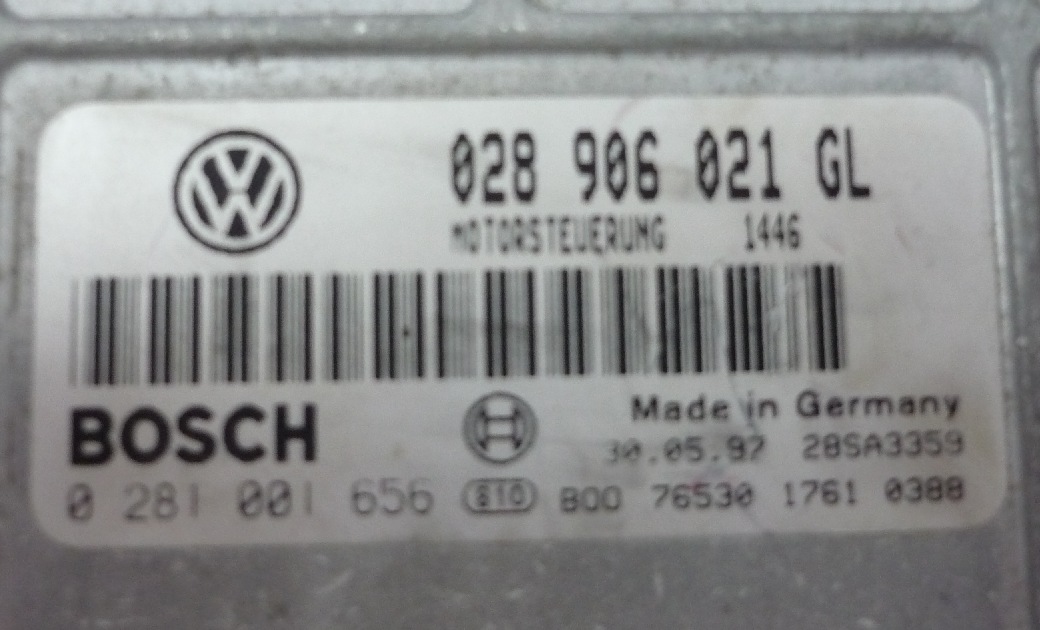 028 906 021 GL
MOTORSTEUERUNG 1446
BOSCH
Made in Germany
30.05.97 28SA3359
0 281 001 656 B00 76530 1761 0388